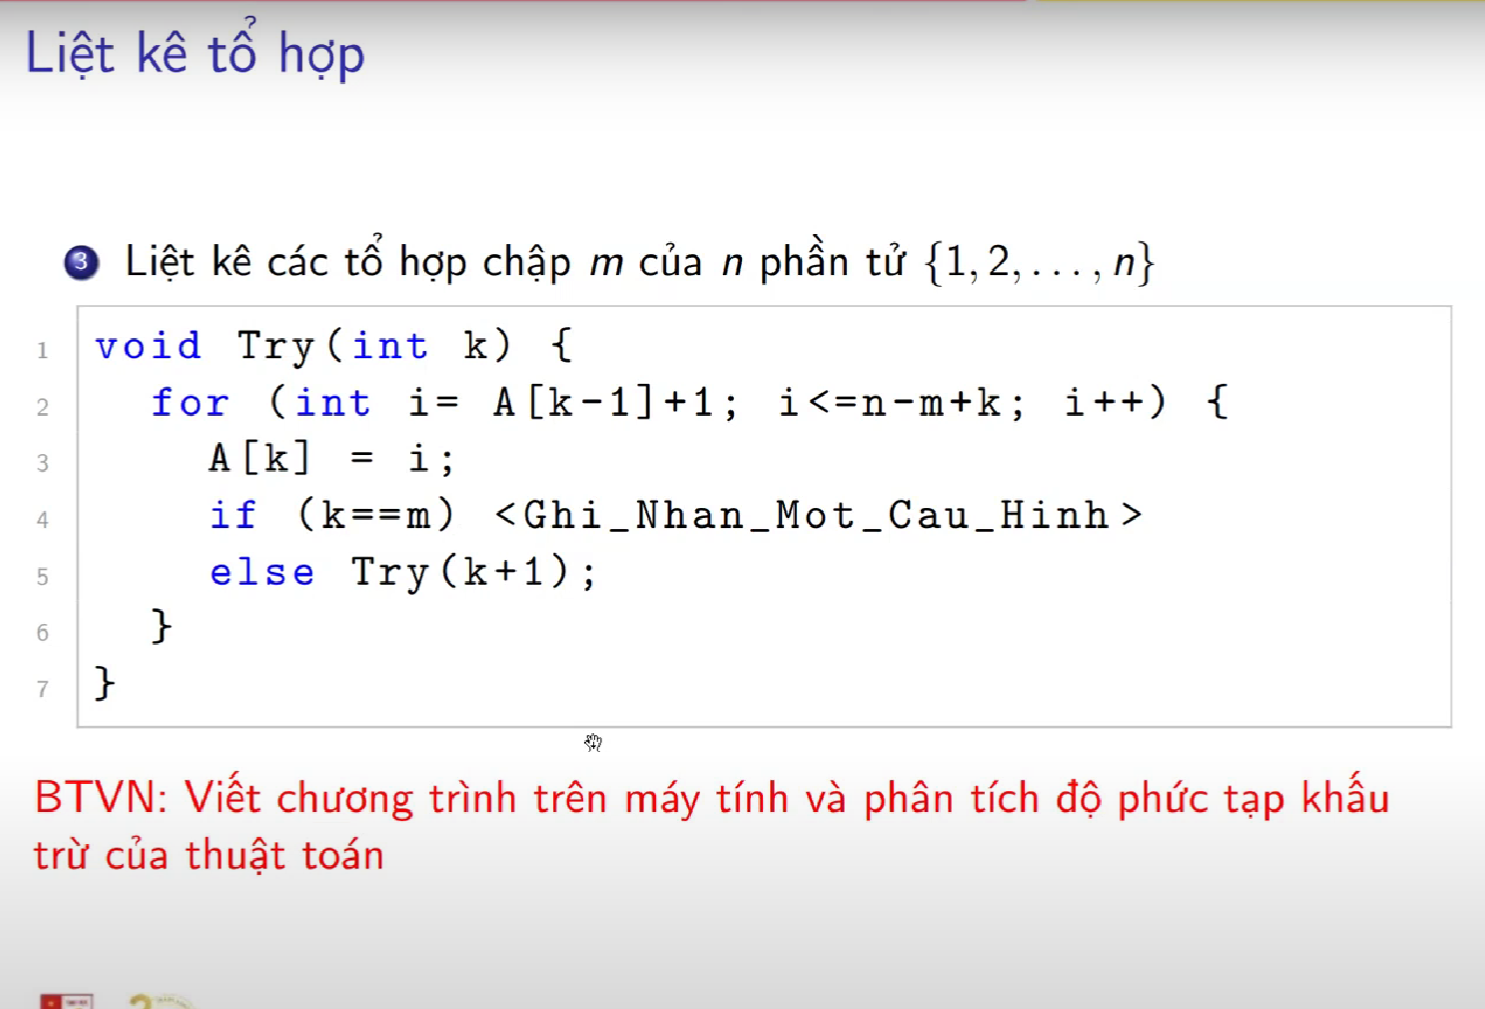 Liệt kê tổ hợp
3 Liệt kê các tổ hợp chập m của n phần tử {1, 2, . . . , n}
1 void Try(int k) {
2 for (int i= A[k-1]+1; i<=n-m+k; i++) {
3 A[k] = i;
4 if (k==m) <Ghi_Nhan_Mot_Cau_Hinh>
5 else Try(k+1);
6 }
7 }
BTVN: Viết chương trình trên máy tính và phân tích độ phức tạp khấu
trừ của thuật toán